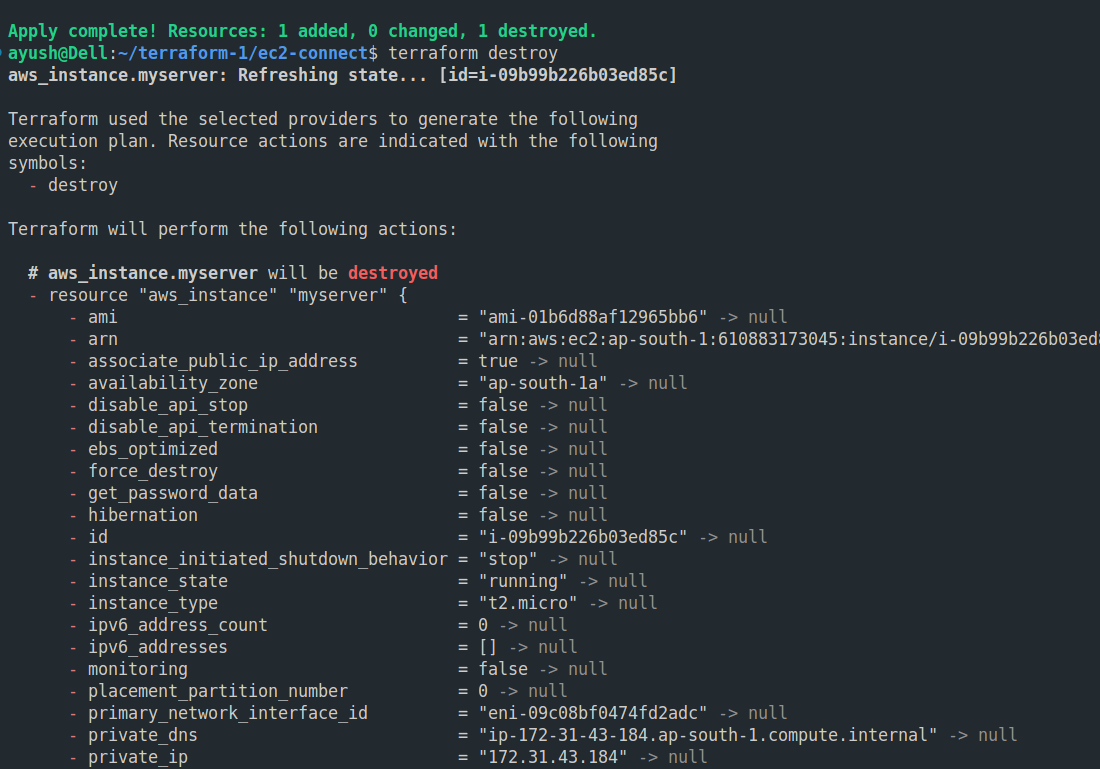 Apply complete! Resources: 1 added, 0 changed, 1 destroyed.
ayush@Dell:~/terraform-1/ec2-connect$ terraform destroy
aws_instance.myserver: Refreshing state... [id=i-09b99b226b03ed85c]
Terraform used the selected providers to generate the following
execution plan. Resource actions are indicated with the following
symbols:
- destroy
Terraform will perform the following actions:
# aws_instance.myserver will be destroyed
- resource "aws_instance" "myserver" {
- ami = "ami-01b6d88af12965bb6" -> null
- arn = "arn:aws:ec2:ap-south-1:610883173045:instance/i-09b99b226b03ed8
- associate_public_ip_address = true -> null
- availability_zone = "ap-south-1a" -> null
- disable_api_stop = false -> null
- disable_api_termination = false -> null
- ebs_optimized = false -> null
- force_destroy = false -> null
- get_password_data = false -> null
- hibernation = false -> null
- id = "i-09b99b226b03ed85c" -> null
- instance_initiated_shutdown_behavior = "stop" -> null
- instance_state = "running" -> null
- instance_type = "t2.micro" -> null
- ipv6_address_count = 0 -> null
- ipv6_addresses = [] -> null
- monitoring = false -> null
- placement_partition_number = 0 -> null
- primary_network_interface_id = "eni-09c08bf0474fd2adc" -> null
- private_dns = "ip-172-31-43-184.ap-south-1.compute.internal" -> null
- private_ip = "172.31.43.184" -> null